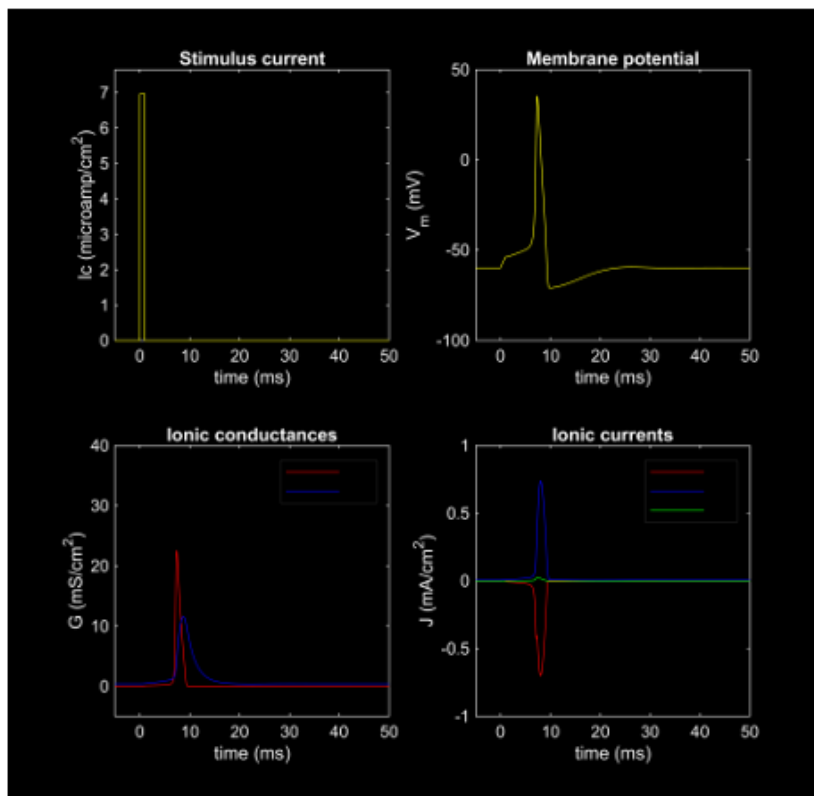 Stimulus current
7
6
5
4
3
2
1
0
Ic (microamp/cm²)
0 10 20 30 40 50
time (ms)
Membrane potential
50
0
-50
-100
V_m (mV)
0 10 20 30 40 50
time (ms)
Ionic conductances
40
30
20
10
0
G (mS/cm²)
0 10 20 30 40 50
time (ms)
Ionic currents
1
0.5
0
-0.5
-1
J (mA/cm²)
0 10 20 30 40 50
time (ms)